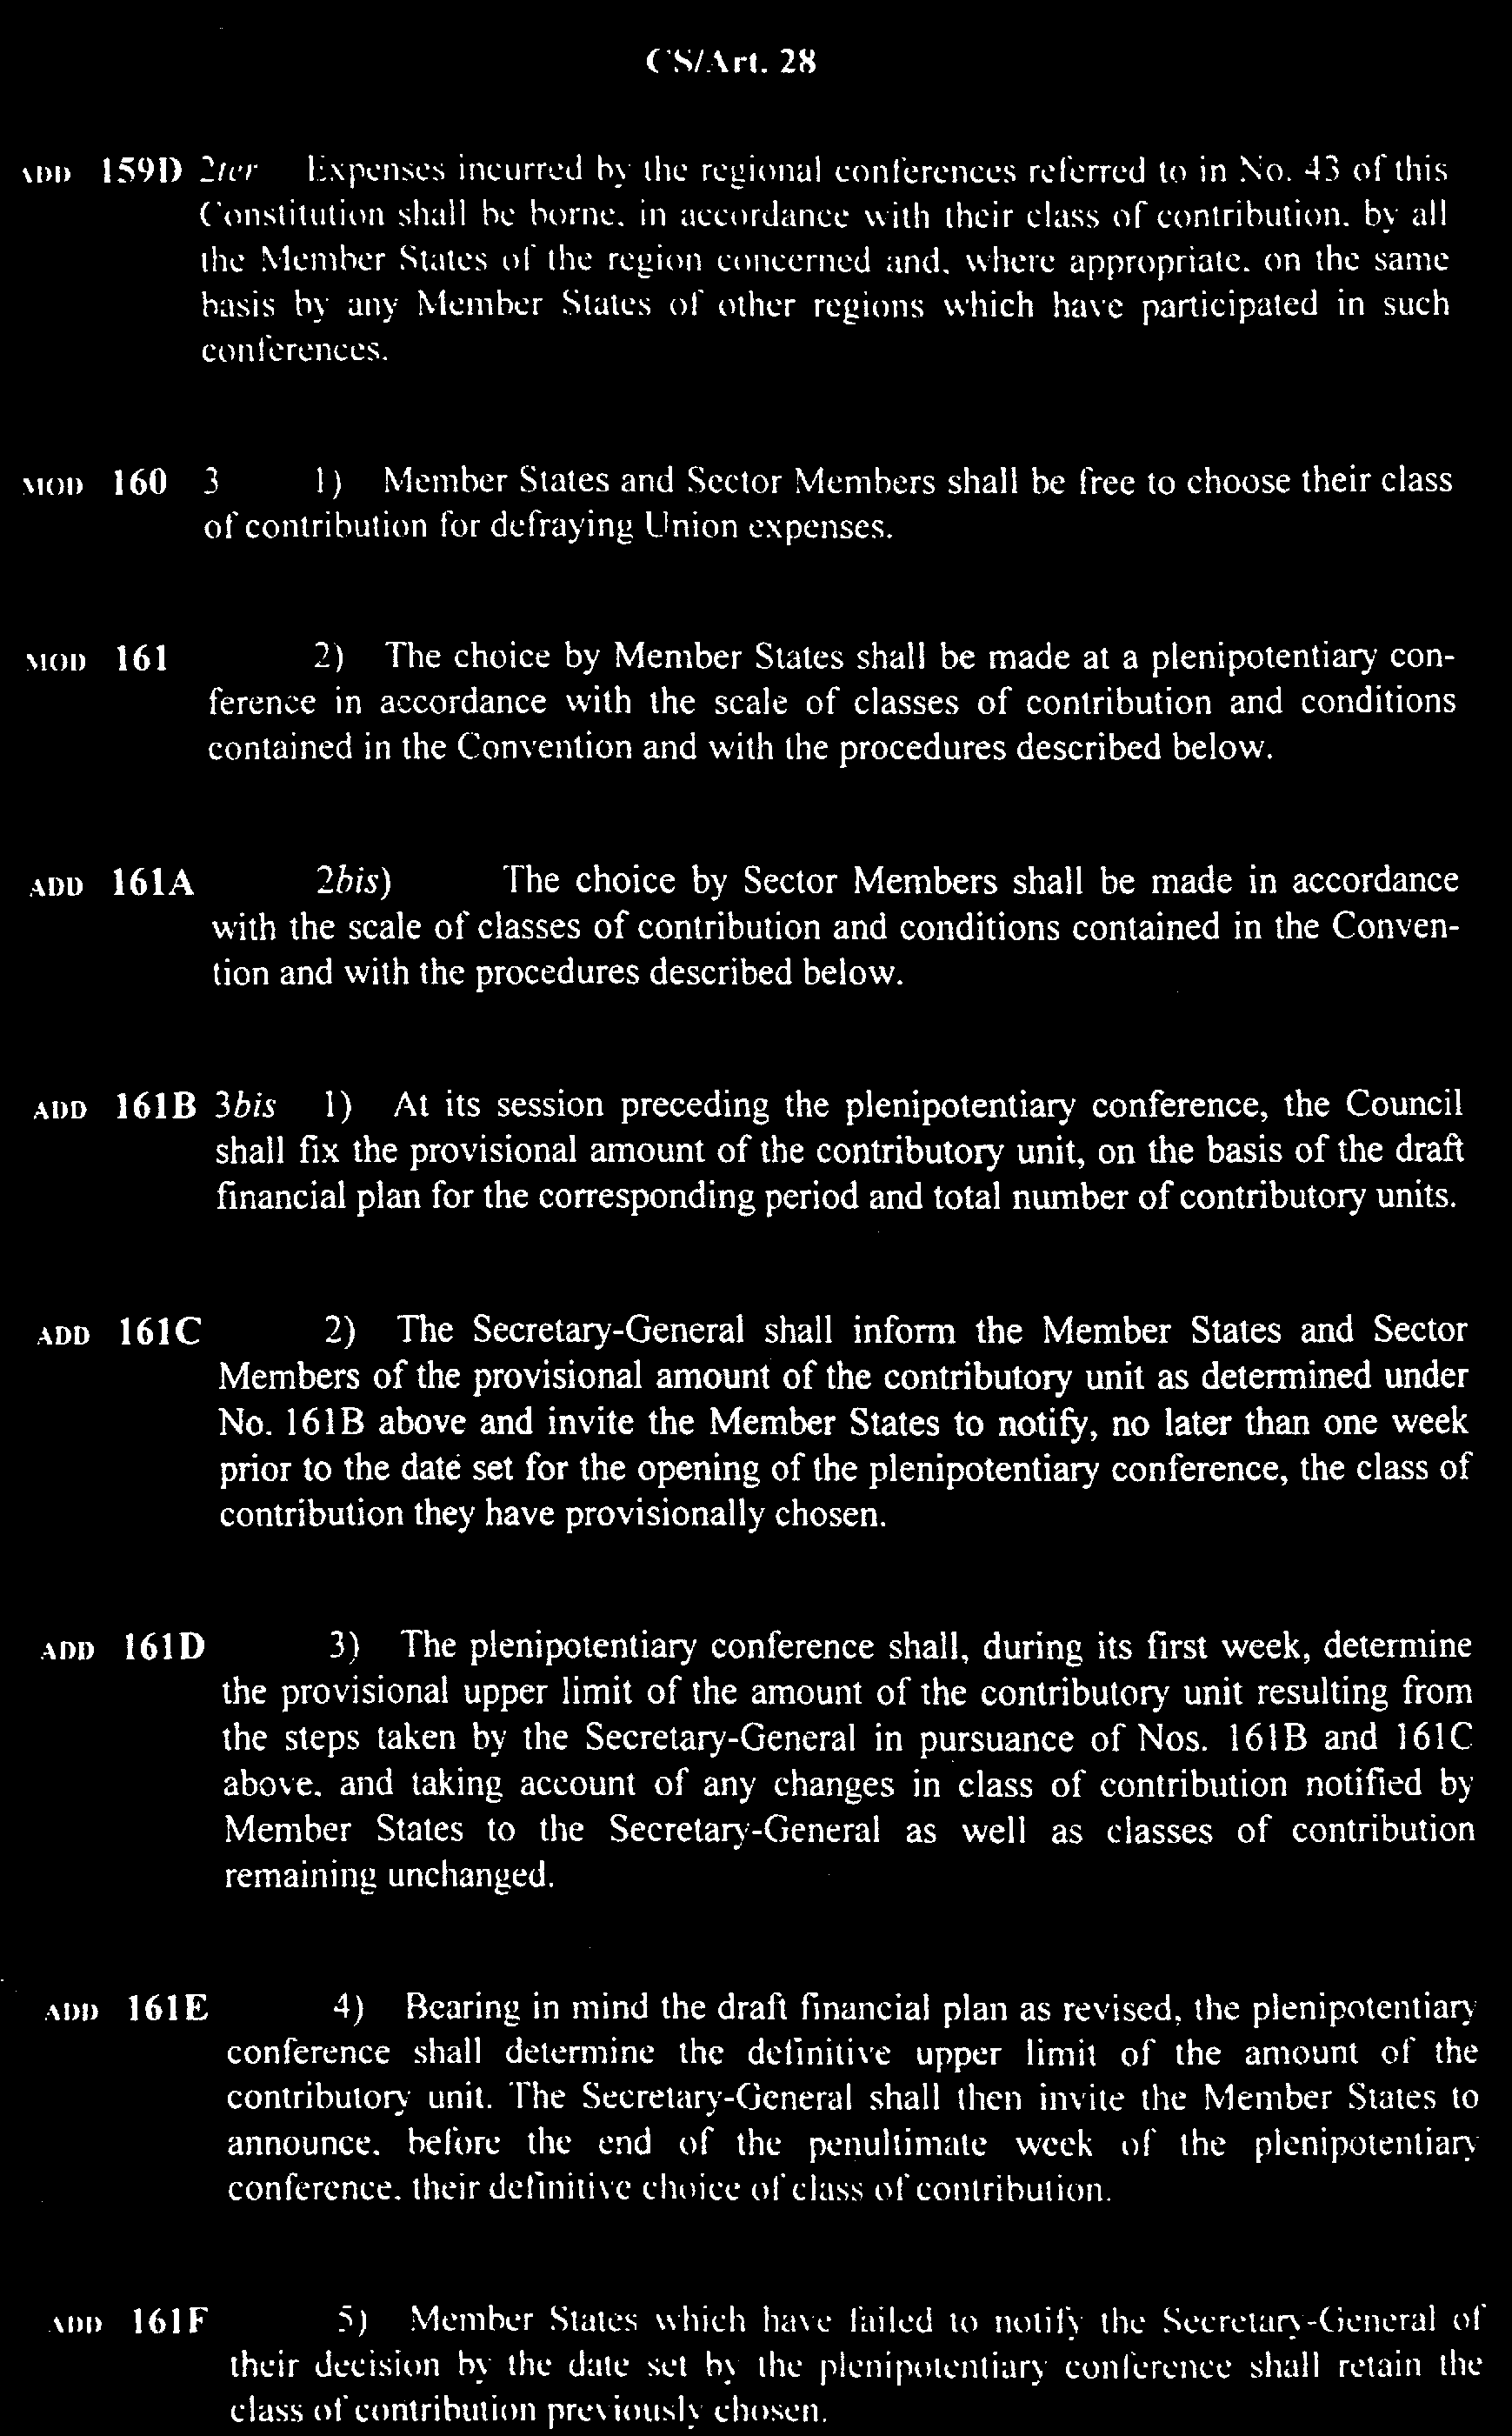 CS/Art. 28
ADD 159D 2ter Expenses incurred by the regional conferences referred to in No. 43 of this
Constitution shall be borne, in accordance with their class of contribution, by all
the Member States of the region concerned and, where appropriate, on the same
basis by any Member States of other regions which have participated in such
conferences.
MOD 160 3 1) Member States and Sector Members shall be free to choose their class
of contribution for defraying Union expenses.
MOD 161 2) The choice by Member States shall be made at a plenipotentiary con-
ference in accordance with the scale of classes of contribution and conditions
contained in the Convention and with the procedures described below.
ADD 161A 2bis) The choice by Sector Members shall be made in accordance
with the scale of classes of contribution and conditions contained in the Conven-
tion and with the procedures described below.
ADD 161B 3bis 1) At its session preceding the plenipotentiary conference, the Council
shall fix the provisional amount of the contributory unit, on the basis of the draft
financial plan for the corresponding period and total number of contributory units.
ADD 161C 2) The Secretary-General shall inform the Member States and Sector
Members of the provisional amount of the contributory unit as determined under
No. 161B above and invite the Member States to notify, no later than one week
prior to the date set for the opening of the plenipotentiary conference, the class of
contribution they have provisionally chosen.
ADD 161D 3) The plenipotentiary conference shall, during its first week, determine
the provisional upper limit of the amount of the contributory unit resulting from
the steps taken by the Secretary-General in pursuance of Nos. 161B and 161C
above, and taking account of any changes in class of contribution notified by
Member States to the Secretary-General as well as classes of contribution
remaining unchanged.
ADD 161E 4) Bearing in mind the draft financial plan as revised, the plenipotentiary
conference shall determine the definitive upper limit of the amount of the
contributory unit. The Secretary-General shall then invite the Member States to
announce, before the end of the penultimate week of the plenipotentiary
conference, their definitive choice of class of contribution.
ADD 161F 5) Member States which have failed to notify the Secretary-General of
their decision by the date set by the plenipotentiary conference shall retain the
class of contribution previously chosen.